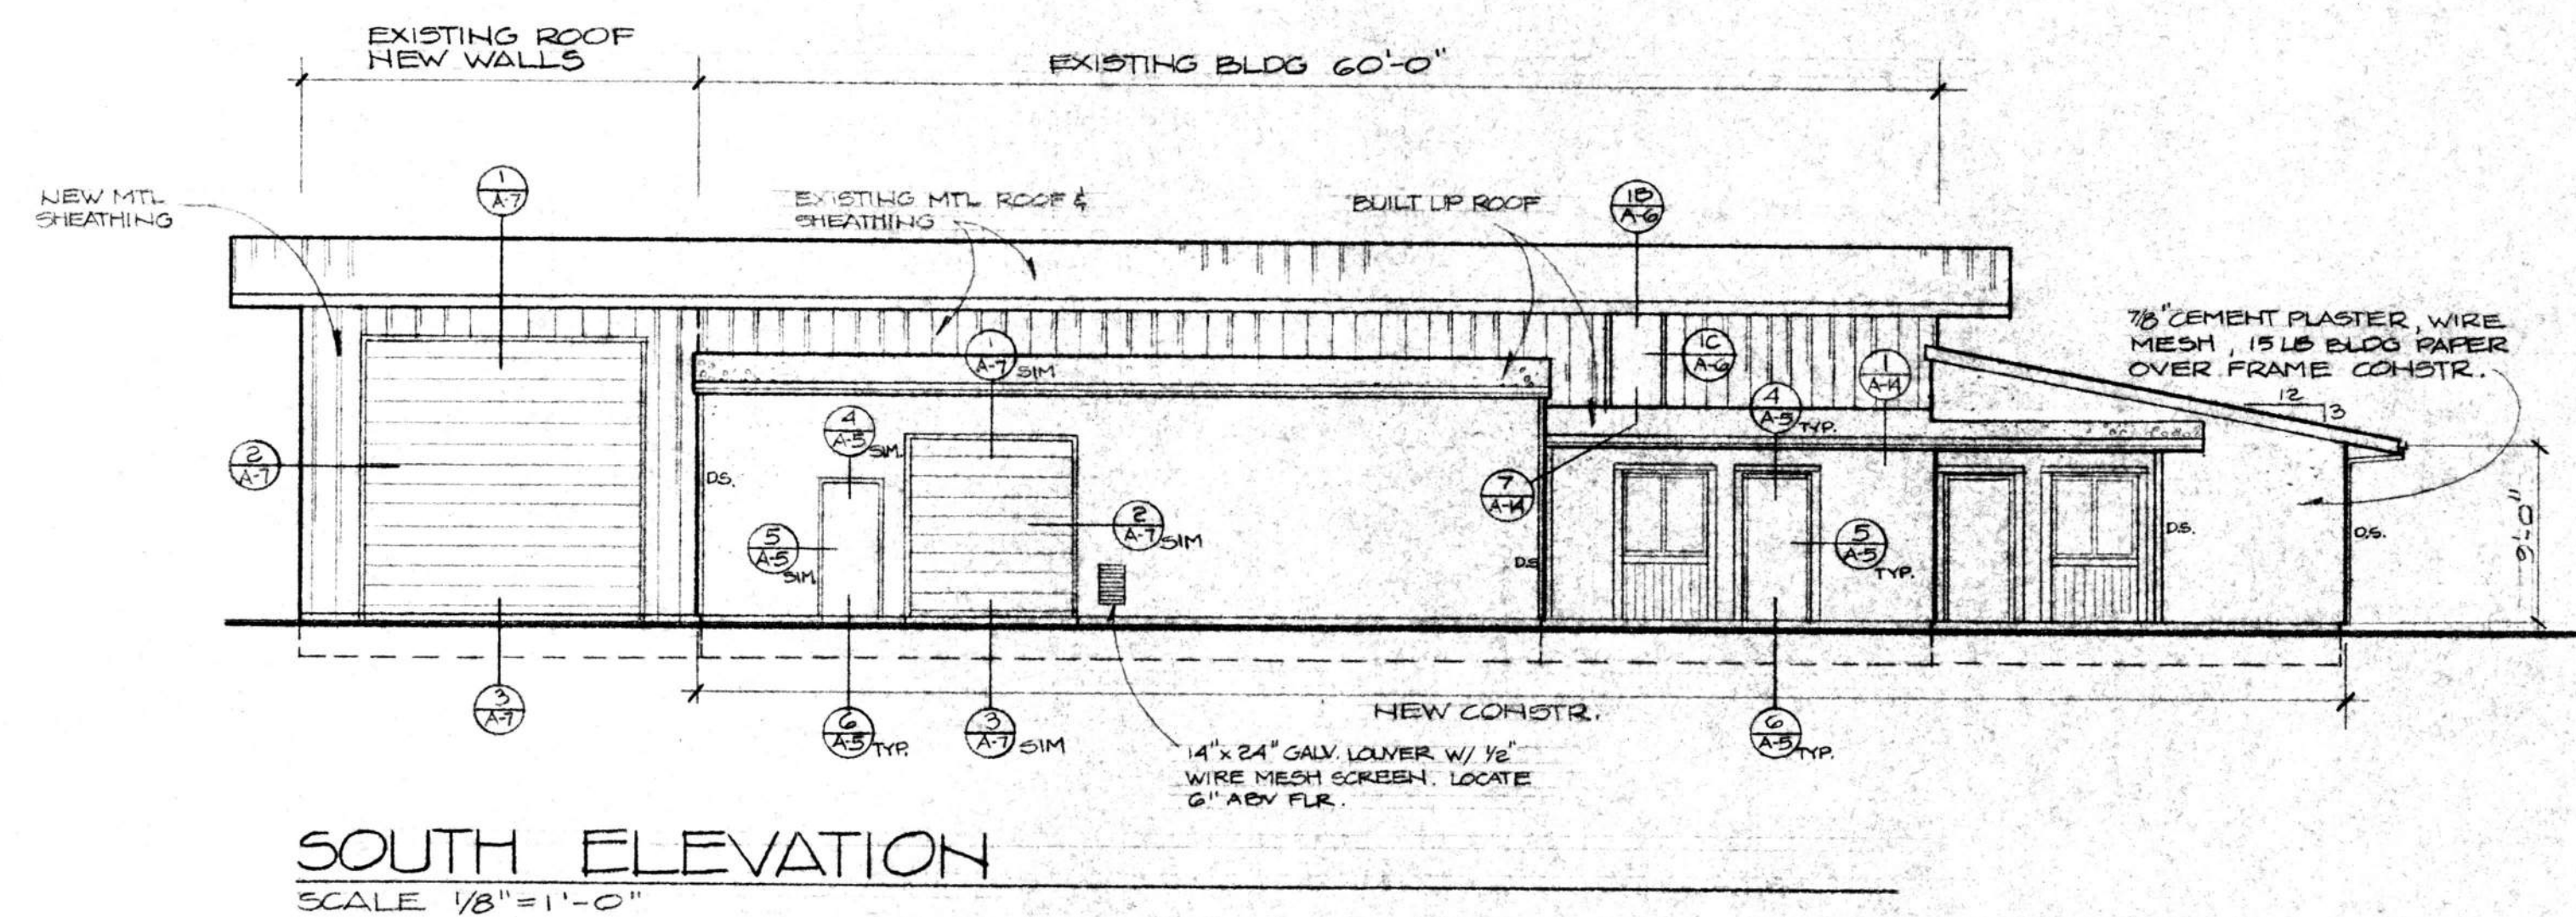 EXISTING ROOF
NEW WALLS
EXISTING BLDG 60'-0"
NEW MTL
SHEATHING
1
A-7
EXISTING MTL ROOF &
SHEATHING
BUILT UP ROOF
1B
A-6
7/8" CEMENT PLASTER, WIRE
MESH, 15 LB BLDG PAPER
OVER FRAME CONSTR.
12
3
1
A-7 SIM
1C
A-6
1
A-14
4
A-5 TYP.
4
A-5 SIM.
2
A-7
D.S.
7
A-14
2
A-7 SIM
5
A-5 SIM.
D.S.
5
A-5 TYP.
D.S.
D.S.
9'-0"
3
A-7
6
A-5 TYP.
3
A-7 SIM
NEW CONSTR.
6
A-5 TYP.
14" x 24" GALV. LOUVER W/ 1/2"
WIRE MESH SCREEN. LOCATE
6" ABV FLR.
SOUTH ELEVATION
SCALE 1/8" = 1'-0"